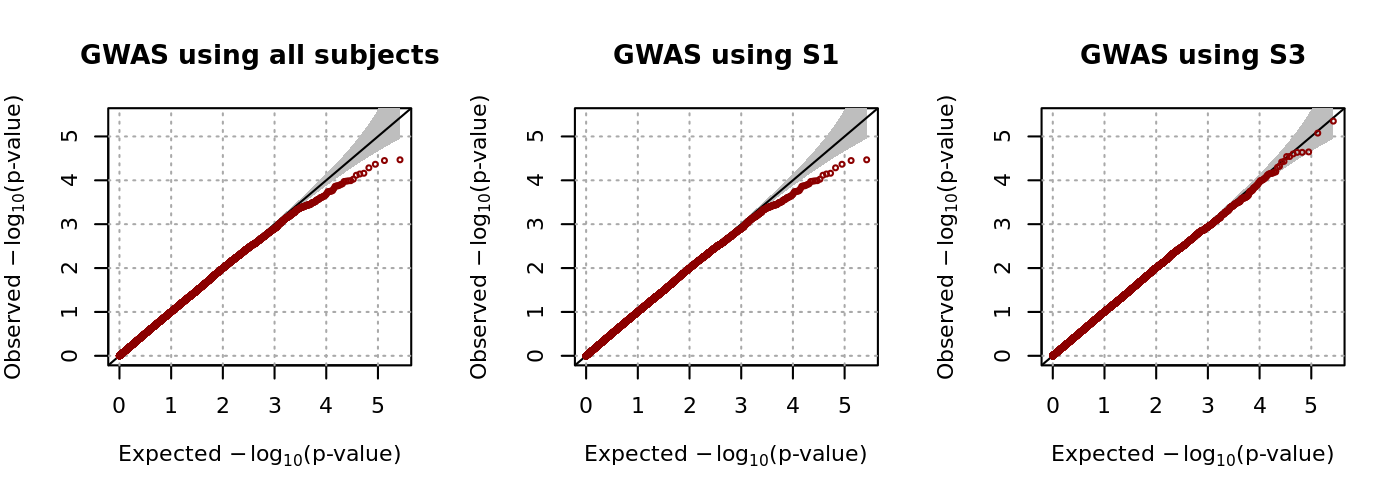 GWAS using all subjects
Observed −log10(p-value)
5
4
3
2
1
0
0 1 2 3 4 5
Expected −log10(p-value)
GWAS using S1
Observed −log10(p-value)
5
4
3
2
1
0
0 1 2 3 4 5
Expected −log10(p-value)
GWAS using S3
Observed −log10(p-value)
5
4
3
2
1
0
0 1 2 3 4 5
Expected −log10(p-value)